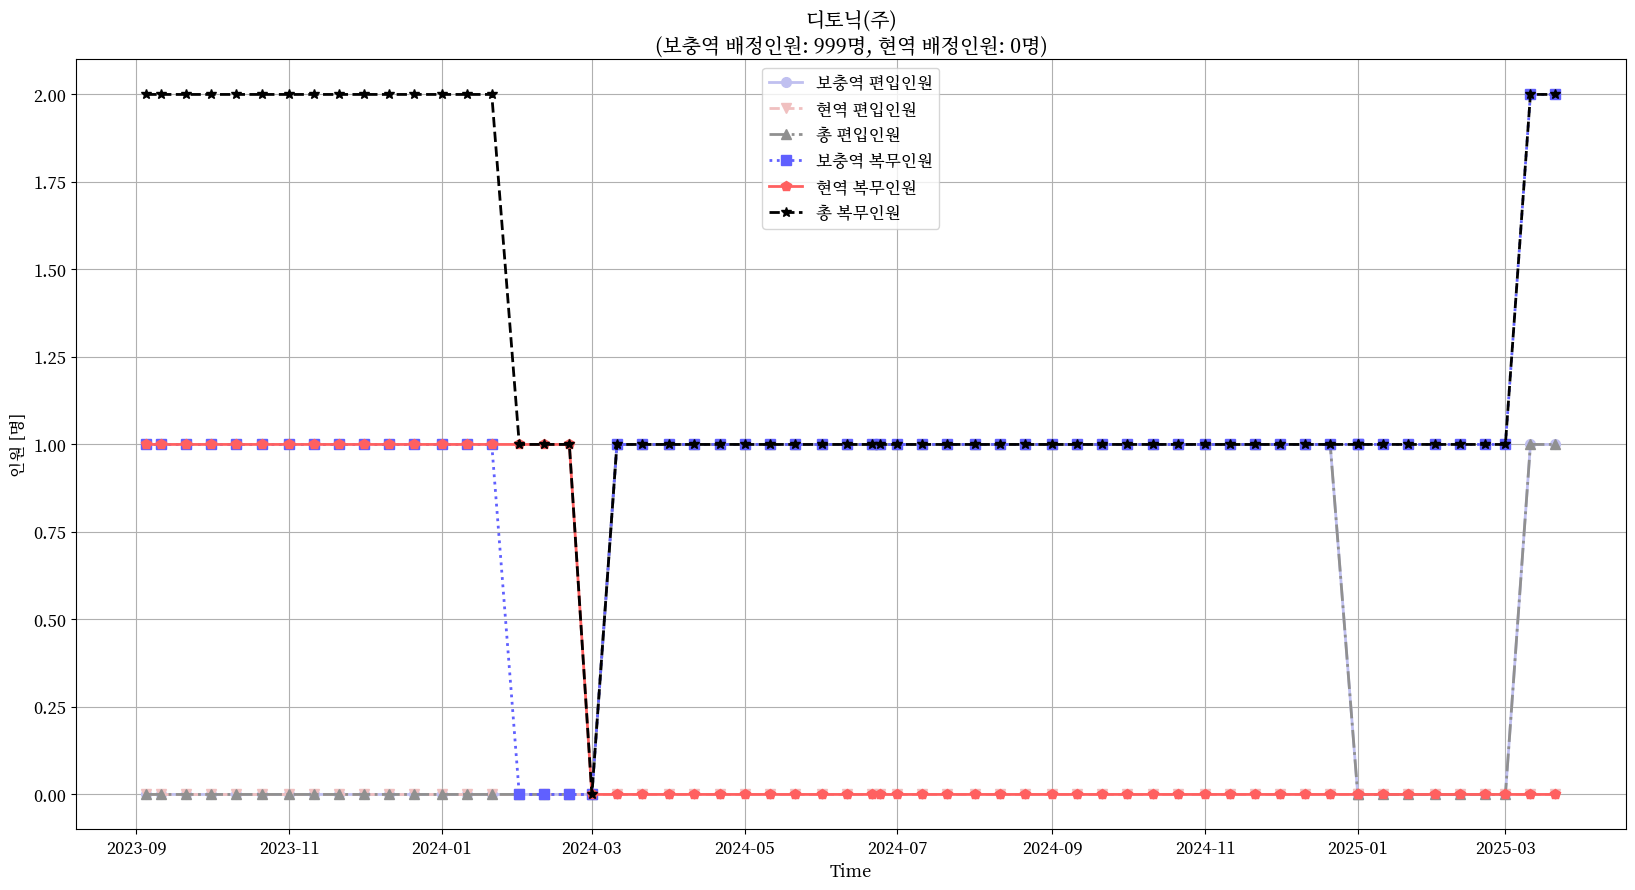 디토닉(주)
(보충역 배정인원: 999명, 현역 배정인원: 0명)
보충역 편입인원
현역 편입인원
총 편입인원
보충역 복무인원
현역 복무인원
총 복무인원
인원 [명]
2.00
1.75
1.50
1.25
1.00
0.75
0.50
0.25
0.00
2023-09
2023-11
2024-01
2024-03
2024-05
2024-07
2024-09
2024-11
2025-01
2025-03
Time